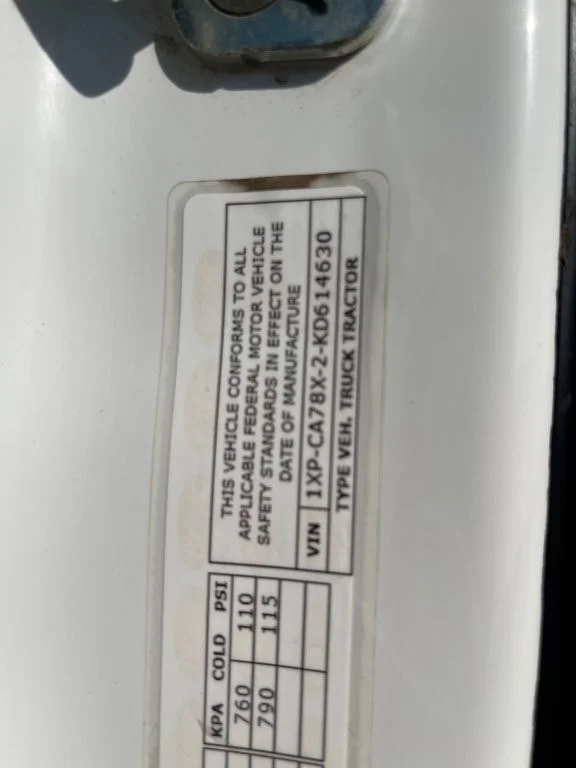 THIS VEHICLE CONFORMS TO ALL
APPLICABLE FEDERAL MOTOR VEHICLE
SAFETY STANDARDS IN EFFECT ON THE
DATE OF MANUFACTURE
VIN 1XP-CA78X-2-KD614630
TYPE VEH. TRUCK TRACTOR
KPA COLD PSI
760 110
790 115